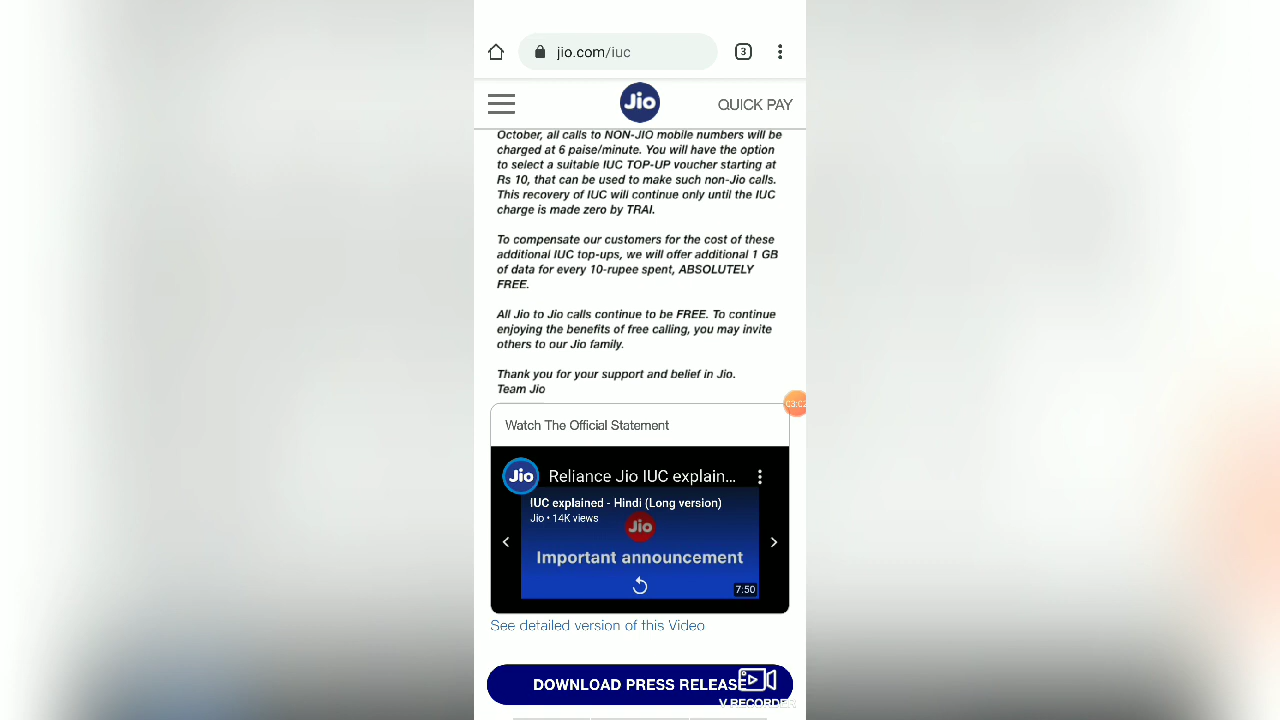 jio.com/iuc
3
Jio
QUICK PAY
October, all calls to NON-JIO mobile numbers will be
charged at 6 paise/minute. You will have the option
to select a suitable IUC TOP-UP voucher starting at
Rs 10, that can be used to make such non-Jio calls.
This recovery of IUC will continue only until the IUC
charge is made zero by TRAI.
To compensate our customers for the cost of these
additional IUC top-ups, we will offer additional 1 GB
of data for every 10-rupee spent, ABSOLUTELY
FREE.
All Jio to Jio calls continue to be FREE. To continue
enjoying the benefits of free calling, you may invite
others to our Jio family.
Thank you for your support and belief in Jio.
Team Jio
Watch The Official Statement
Jio
Reliance Jio IUC explain...
IUC explained - Hindi (Long version)
Jio • 14K views
Jio
Important announcement
7:50
See detailed version of this Video
DOWNLOAD PRESS RELEASE
V RECORDER